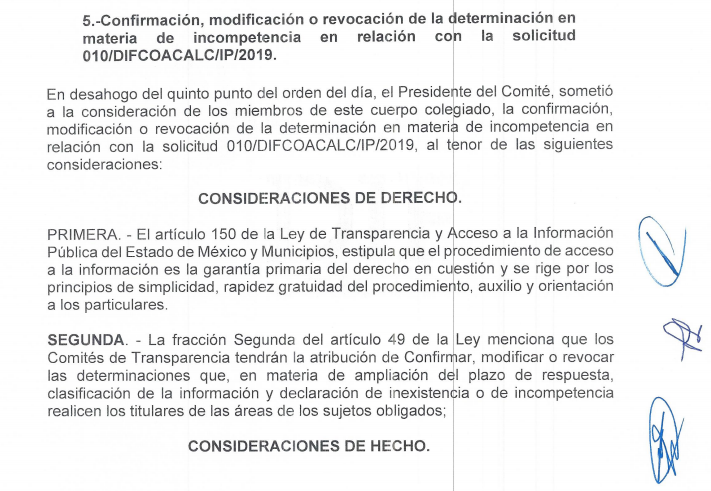 5.-Confirmación, modificación o revocación de la determinación en
materia de incompetencia en relación con la solicitud
010/DIFCOACALC/IP/2019.
En desahogo del quinto punto del orden del día, el Presidente del Comité, sometió
a la consideración de los miembros de este cuerpo colegiado, la confirmación,
modificación o revocación de la determinación en materia de incompetencia en
relación con la solicitud 010/DIFCOACALC/IP/2019, al tenor de las siguientes
consideraciones:
CONSIDERACIONES DE DERECHO.
PRIMERA. - El artículo 150 de la Ley de Transparencia y Acceso a la Información
Pública del Estado de México y Municipios, estipula que el procedimiento de acceso
a la información es la garantía primaria del derecho en cuestión y se rige por los
principios de simplicidad, rapidez gratuidad del procedimiento, auxilio y orientación
a los particulares.
SEGUNDA. - La fracción Segunda del artículo 49 de la Ley menciona que los
Comités de Transparencia tendrán la atribución de Confirmar, modificar o revocar
las determinaciones que, en materia de ampliación del plazo de respuesta,
clasificación de la información y declaración de inexistencia o de incompetencia
realicen los titulares de las áreas de los sujetos obligados;
CONSIDERACIONES DE HECHO.